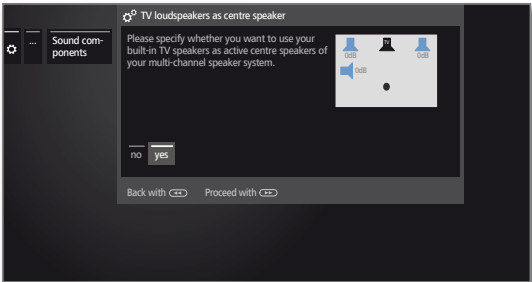 TV loudspeakers as centre speaker
...
Sound com-
ponents
Please specify whether you want to use your
built-in TV speakers as active centre speakers of
your multi-channel speaker system.
TV
0dB
0dB
0dB
no yes
Back with Proceed with